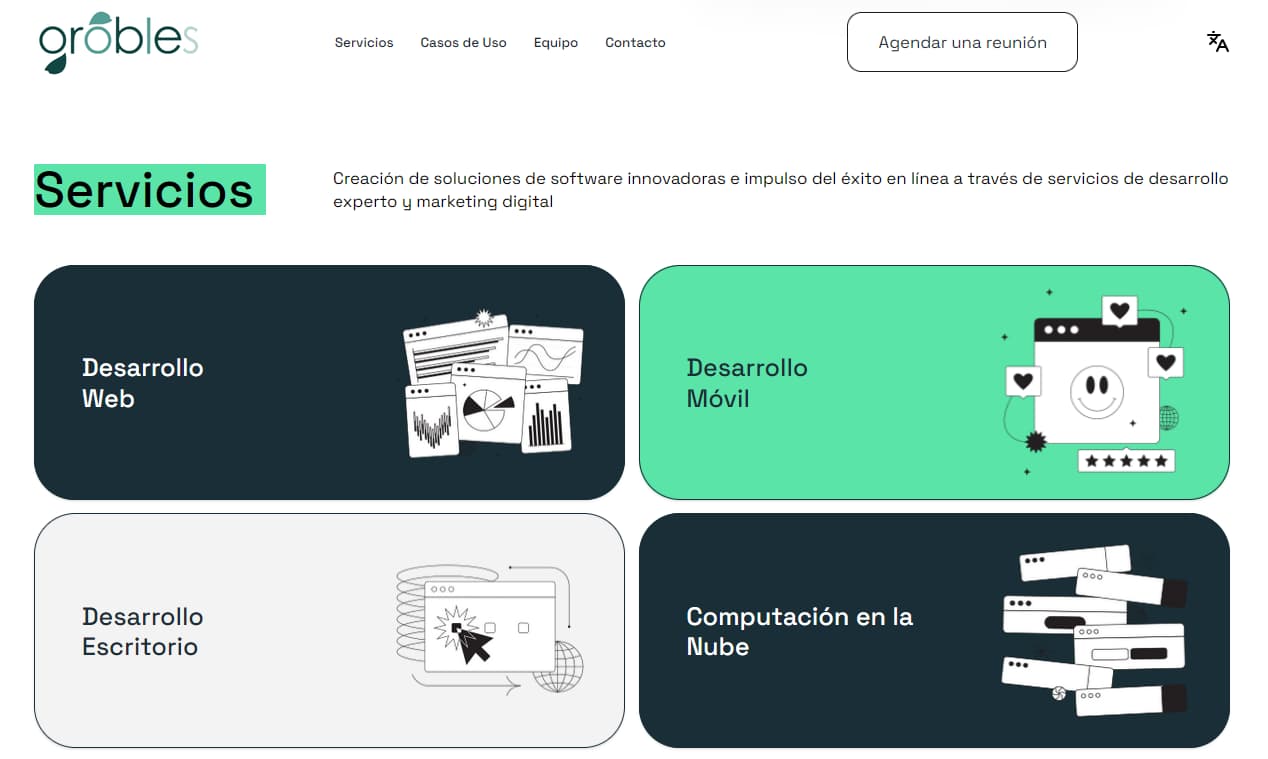 grobles
Servicios Casos de Uso Equipo Contacto
Agendar una reunión
Servicios
Creación de soluciones de software innovadoras e impulso del éxito en línea a través de servicios de desarrollo
experto y marketing digital
Desarrollo
Web
Desarrollo
Móvil
Desarrollo
Escritorio
Computación en la
Nube